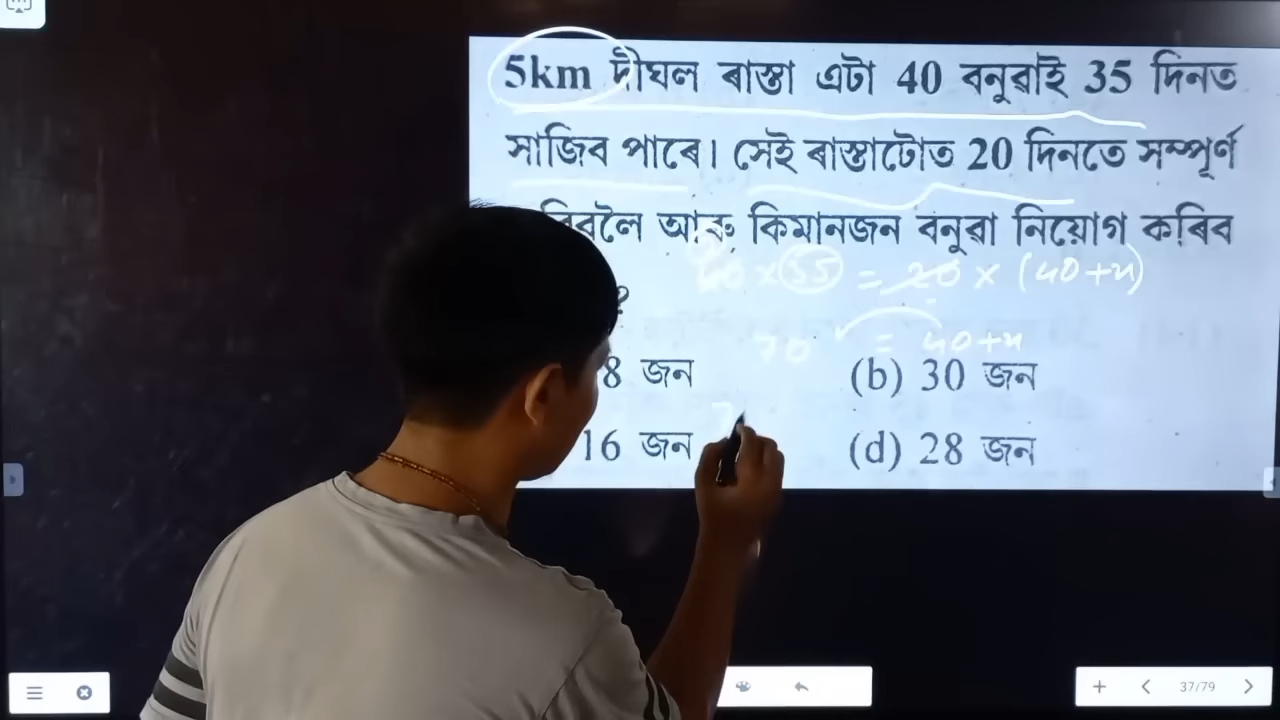 5km দীঘল ৰাস্তা এটা 40 বনুৱাই 35 দিনত
সাজিব পাৰে। সেই ৰাস্তাটোত 20 দিনতে সম্পূৰ্ণ
আৰু কিমানজন বনুৱা নিয়োগ কৰিব
× 35 = 20 × (40+x)
?
70 = 40+x
8 জন (b) 30 জন
16 জন (d) 28 জন
37/79